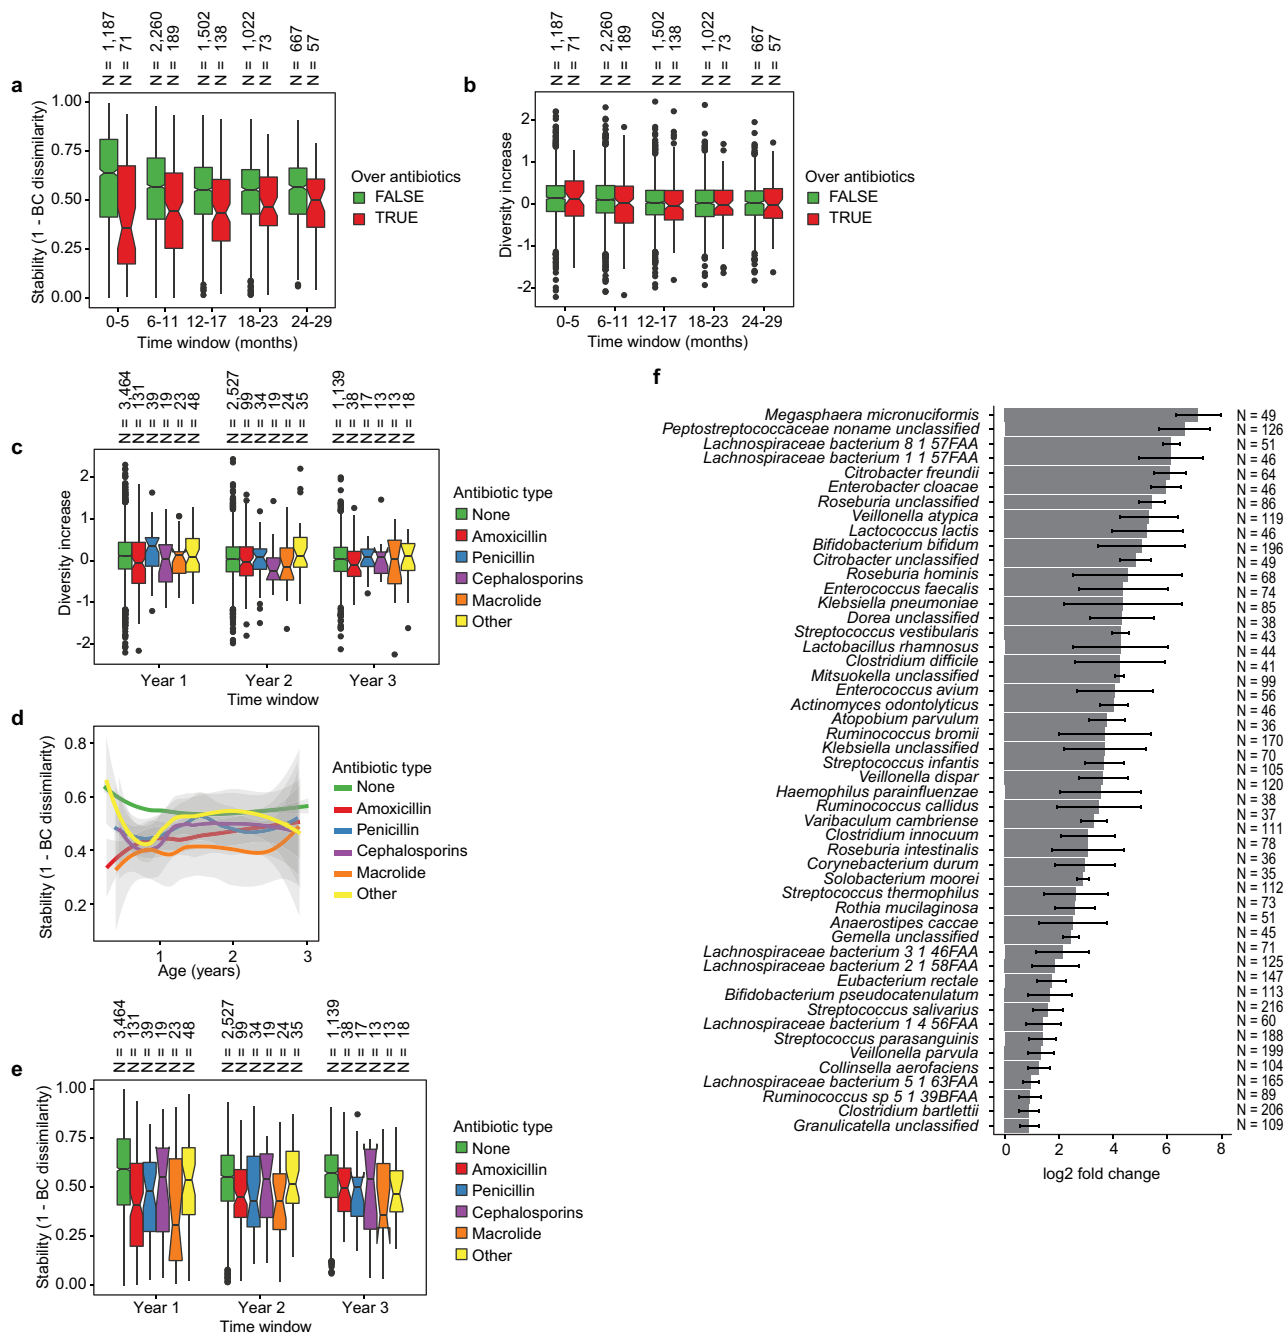 a
N = 1,187
N = 71
N = 2,260
N = 189
N = 1,502
N = 138
N = 1,022
N = 73
N = 667
N = 57
Stability (1 - BC dissimilarity)
1.00
0.75
0.50
0.25
0.00
0-5
6-11
12-17
18-23
24-29
Time window (months)
Over antibiotics
FALSE
TRUE
b
N = 1,187
N = 71
N = 2,260
N = 189
N = 1,502
N = 138
N = 1,022
N = 73
N = 667
N = 57
Diversity increase
2
1
0
-1
-2
0-5
6-11
12-17
18-23
24-29
Time window (months)
Over antibiotics
FALSE
TRUE
c
N = 3,464
N = 131
N = 39
N = 19
N = 23
N = 48
N = 2,527
N = 99
N = 34
N = 19
N = 24
N = 35
N = 1,139
N = 38
N = 17
N = 13
N = 13
N = 18
Diversity increase
2
1
0
-1
-2
Year 1
Year 2
Year 3
Time window
Antibiotic type
None
Amoxicillin
Penicillin
Cephalosporins
Macrolide
Other
d
Stability (1 - BC dissimilarity)
0.8
0.6
0.4
0.2
1
2
3
Age (years)
Antibiotic type
None
Amoxicillin
Penicillin
Cephalosporins
Macrolide
Other
e
N = 3,464
N = 131
N = 39
N = 19
N = 23
N = 48
N = 2,527
N = 99
N = 34
N = 19
N = 24
N = 35
N = 1,139
N = 38
N = 17
N = 13
N = 13
N = 18
Stability (1 - BC dissimilarity)
1.00
0.75
0.50
0.25
0.00
Year 1
Year 2
Year 3
Time window
Antibiotic type
None
Amoxicillin
Penicillin
Cephalosporins
Macrolide
Other
f
Megasphaera micronuciformis
Peptostreptococcaceae noname unclassified
Lachnospiraceae bacterium 8 1 57FAA
Lachnospiraceae bacterium 1 1 57FAA
Citrobacter freundii
Enterobacter cloacae
Roseburia unclassified
Veillonella atypica
Lactococcus lactis
Bifidobacterium bifidum
Citrobacter unclassified
Roseburia hominis
Enterococcus faecalis
Klebsiella pneumoniae
Dorea unclassified
Streptococcus vestibularis
Lactobacillus rhamnosus
Clostridium difficile
Mitsuokella unclassified
Enterococcus avium
Actinomyces odontolyticus
Atopobium parvulum
Ruminococcus bromii
Klebsiella unclassified
Streptococcus infantis
Veillonella dispar
Haemophilus parainfluenzae
Ruminococcus callidus
Varibaculum cambriense
Clostridium innocuum
Roseburia intestinalis
Corynebacterium durum
Solobacterium moorei
Streptococcus thermophilus
Rothia mucilaginosa
Anaerostipes caccae
Gemella unclassified
Lachnospiraceae bacterium 3 1 46FAA
Lachnospiraceae bacterium 2 1 58FAA
Eubacterium rectale
Bifidobacterium pseudocatenulatum
Streptococcus salivarius
Lachnospiraceae bacterium 1 4 56FAA
Streptococcus parasanguinis
Veillonella parvula
Collinsella aerofaciens
Lachnospiraceae bacterium 5 1 63FAA
Ruminococcus sp 5 1 39BFAA
Clostridium bartlettii
Granulicatella unclassified
N = 49
N = 126
N = 51
N = 46
N = 64
N = 46
N = 86
N = 119
N = 46
N = 196
N = 49
N = 68
N = 74
N = 85
N = 38
N = 43
N = 44
N = 41
N = 99
N = 56
N = 46
N = 36
N = 170
N = 70
N = 105
N = 120
N = 38
N = 37
N = 111
N = 78
N = 36
N = 35
N = 112
N = 73
N = 51
N = 45
N = 71
N = 125
N = 147
N = 113
N = 216
N = 60
N = 188
N = 199
N = 104
N = 165
N = 89
N = 206
N = 109
0
2
4
6
8
log2 fold change